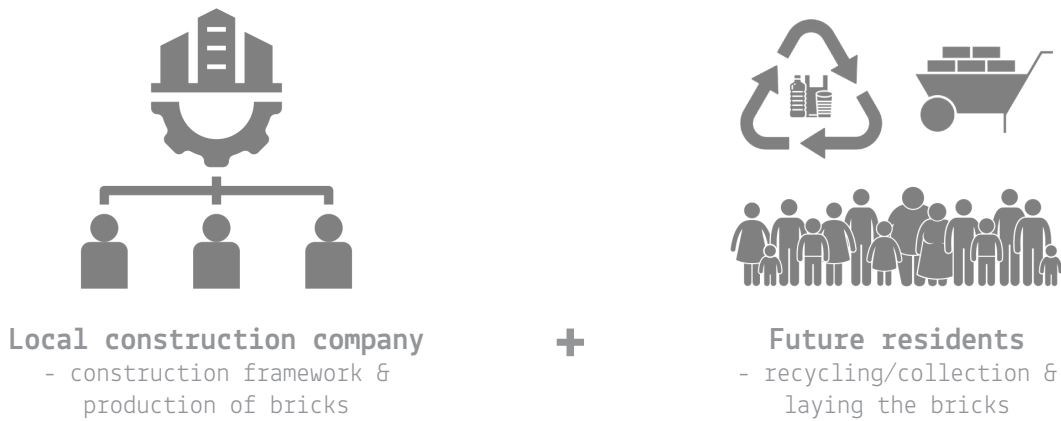 Local construction company
- construction framework &
production of bricks
+
Future residents
- recycling/collection &
laying the bricks